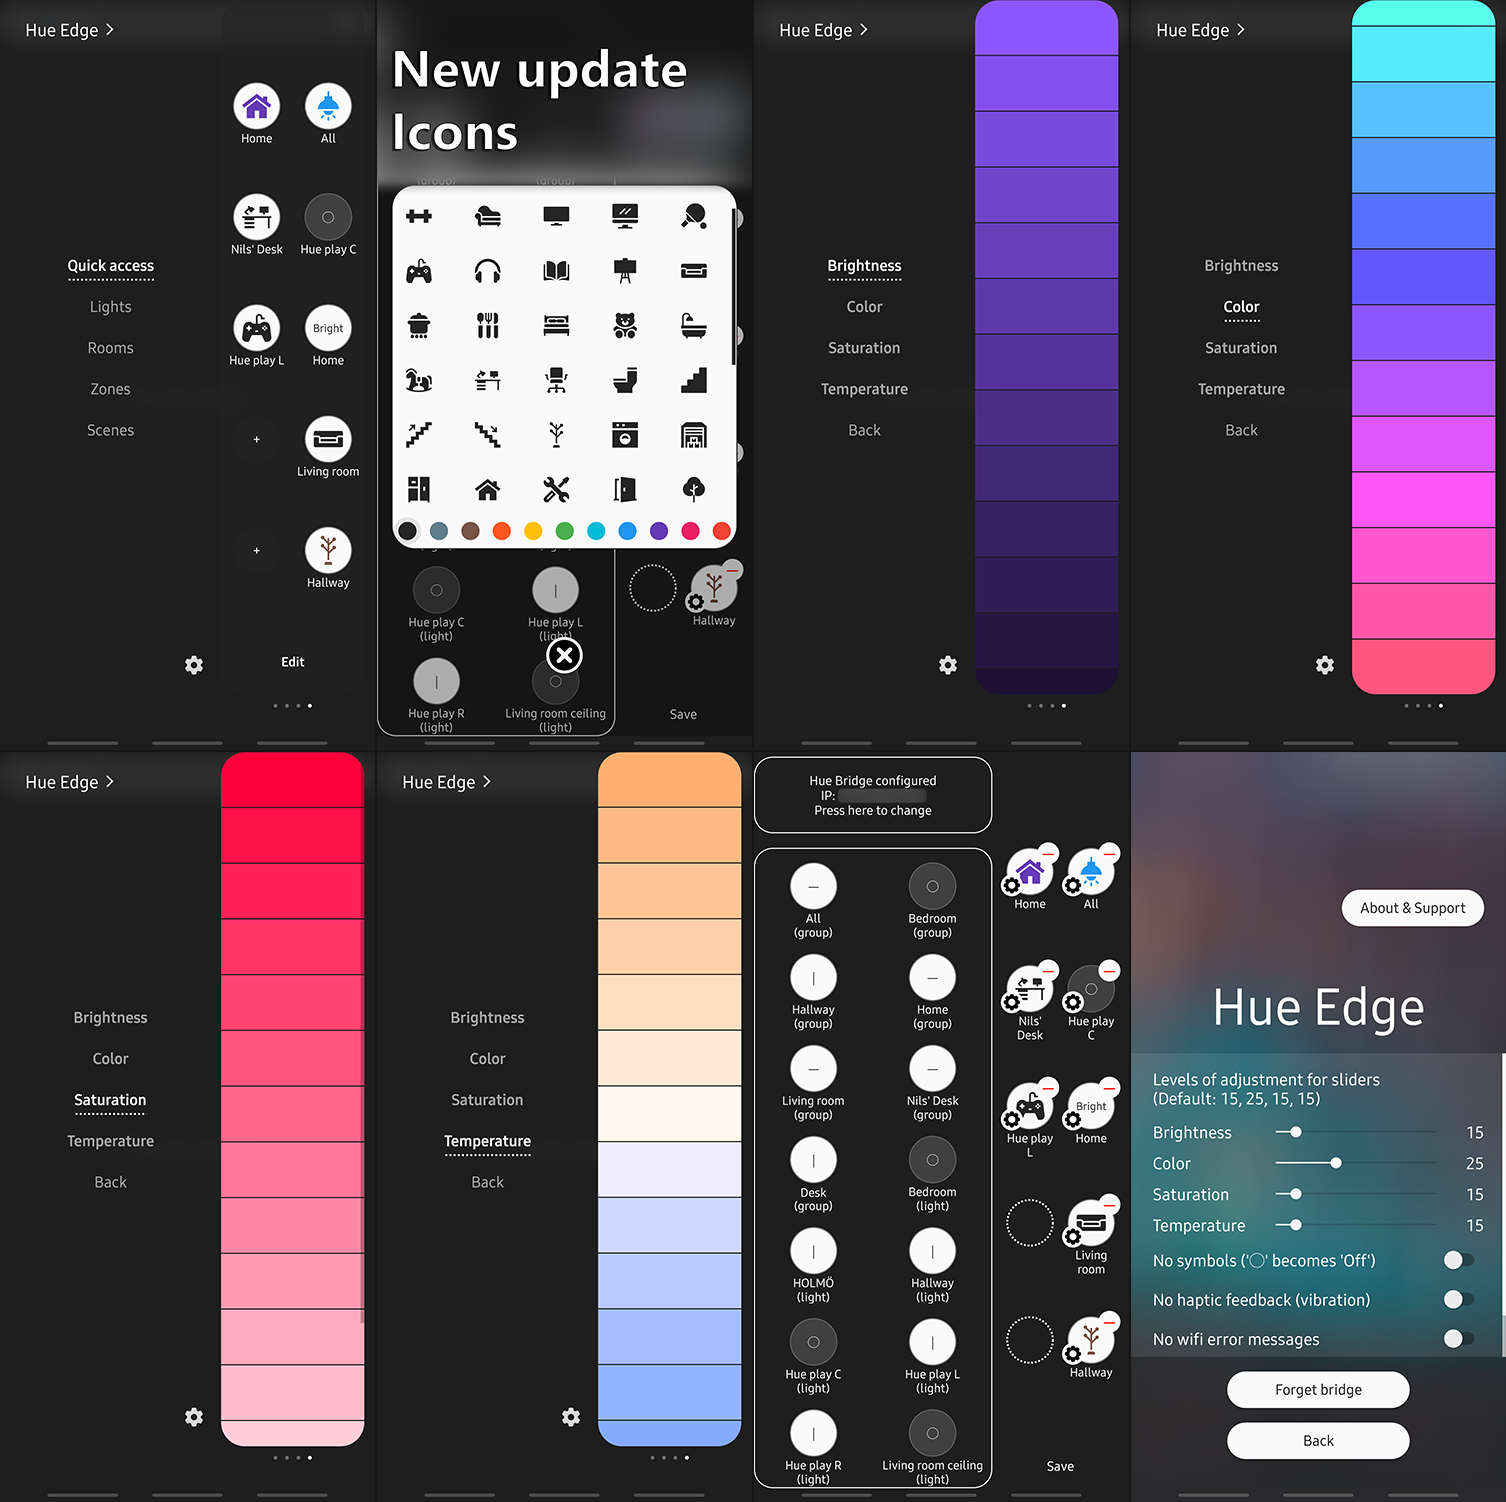 Hue Edge >
Home
All
Nils' Desk
Hue play C
Quick access
Lights
Rooms
Zones
Scenes
Hue play L
Bright
Home
+
Living room
+
Hallway
Edit
New update
Icons
(group)
(group)
Hue play C
(light)
Hue play L
(light)
Hallway
Hue play R
(light)
Living room ceiling
(light)
Save
Hue Edge >
Brightness
Color
Saturation
Temperature
Back
Hue Edge >
Brightness
Color
Saturation
Temperature
Back
Hue Edge >
Brightness
Color
Saturation
Temperature
Back
Hue Edge >
Brightness
Color
Saturation
Temperature
Back
Hue Bridge configured
IP:
Press here to change
All
(group)
Bedroom
(group)
Hallway
(group)
Home
(group)
Living room
(group)
Nils' Desk
(group)
Desk
(group)
Bedroom
(light)
HOLMÖ
(light)
Hallway
(light)
Hue play C
(light)
Hue play L
(light)
Hue play R
(light)
Living room ceiling
(light)
Home
All
Nils'
Desk
Hue play
C
Hue play
L
Bright
Home
Living
room
Hallway
Save
About & Support
Hue Edge
Levels of adjustment for sliders
(Default: 15, 25, 15, 15)
Brightness 15
Color 25
Saturation 15
Temperature 15
No symbols ('◯' becomes 'Off')
No haptic feedback (vibration)
No wifi error messages
Forget bridge
Back